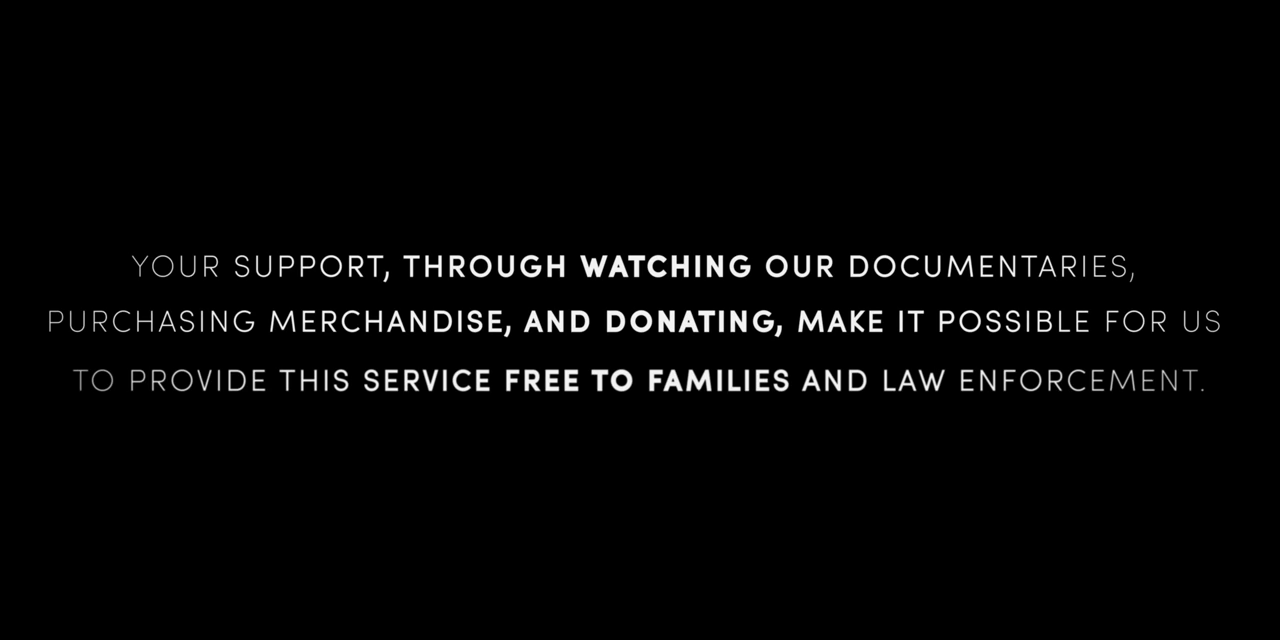 YOUR SUPPORT, THROUGH WATCHING OUR DOCUMENTARIES,
PURCHASING MERCHANDISE, AND DONATING, MAKE IT POSSIBLE FOR US
TO PROVIDE THIS SERVICE FREE TO FAMILIES AND LAW ENFORCEMENT.